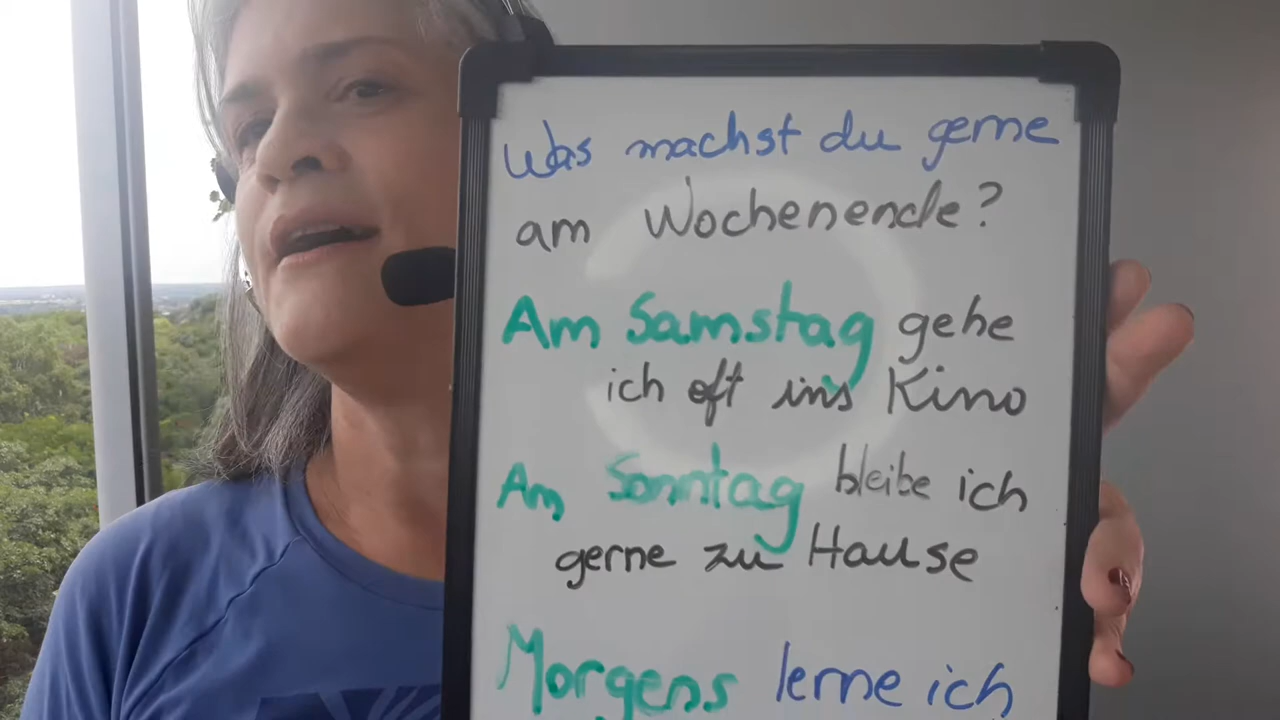 Was machst du gerne
am Wochenende?
Am Samstag gehe
ich oft ins Kino
Am Sonntag bleibe ich
gerne zu Hause
Morgens lerne ich